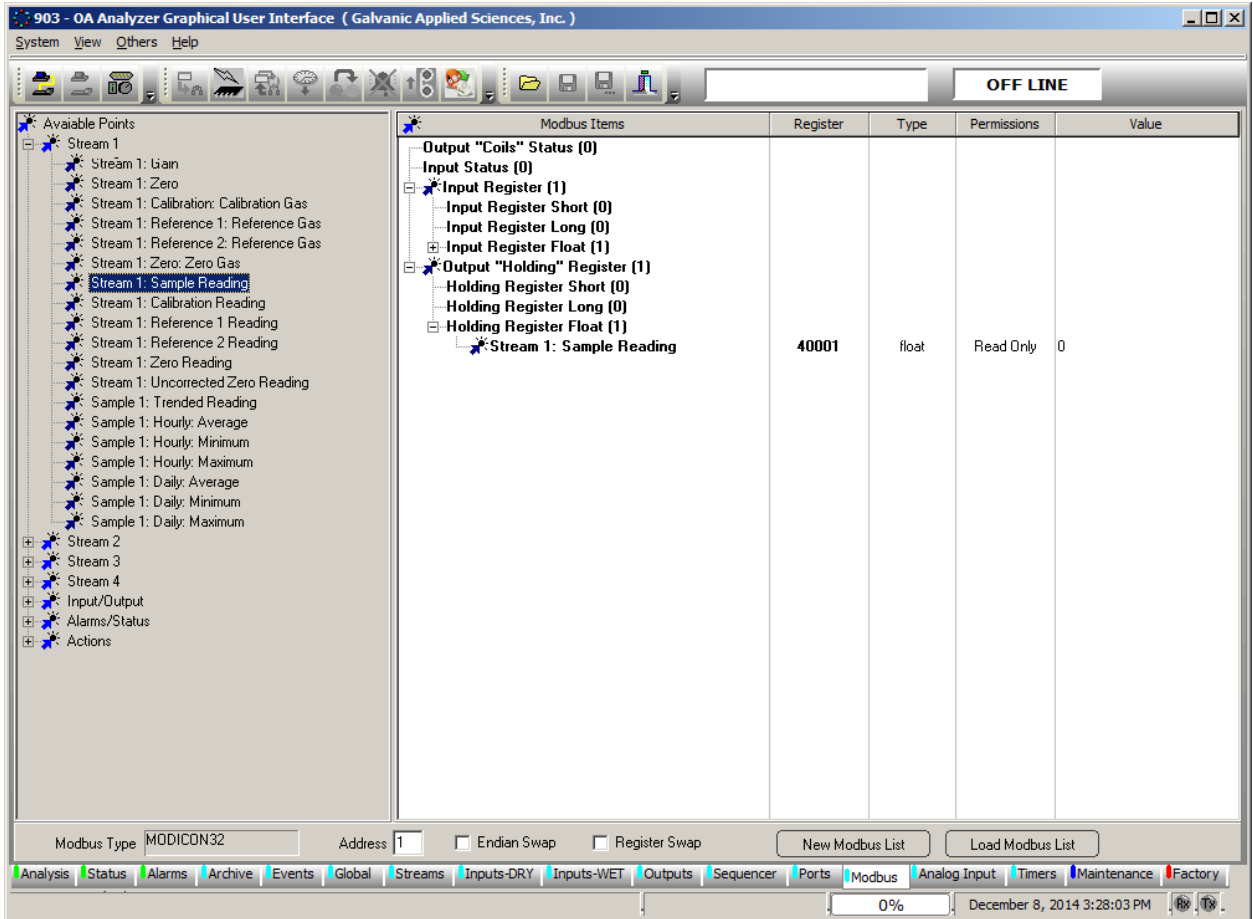 903 - OA Analyzer Graphical User Interface ( Galvanic Applied Sciences, Inc. )
System View Others Help
OFF LINE
Avaiable Points
Stream 1
Stream 1: Gain
Stream 1: Zero
Stream 1: Calibration: Calibration Gas
Stream 1: Reference 1: Reference Gas
Stream 1: Reference 2: Reference Gas
Stream 1: Zero: Zero Gas
Stream 1: Sample Reading
Stream 1: Calibration Reading
Stream 1: Reference 1 Reading
Stream 1: Reference 2 Reading
Stream 1: Zero Reading
Stream 1: Uncorrected Zero Reading
Sample 1: Trended Reading
Sample 1: Hourly: Average
Sample 1: Hourly: Minimum
Sample 1: Hourly: Maximum
Sample 1: Daily: Average
Sample 1: Daily: Minimum
Sample 1: Daily: Maximum
Stream 2
Stream 3
Stream 4
Input/Output
Alarms/Status
Actions
Modbus Items Register Type Permissions Value
Output "Coils" Status (0)
Input Status (0)
Input Register (1)
Input Register Short (0)
Input Register Long (0)
Input Register Float (1)
Output "Holding" Register (1)
Holding Register Short (0)
Holding Register Long (0)
Holding Register Float (1)
Stream 1: Sample Reading 40001 float Read Only 0
Modbus Type MODICON32 Address 1 Endian Swap Register Swap New Modbus List Load Modbus List
Analysis Status Alarms Archive Events Global Streams Inputs-DRY Inputs-WET Outputs Sequencer Ports Modbus Analog Input Timers Maintenance Factory
0% December 8, 2014 3:28:03 PM Rx Tx